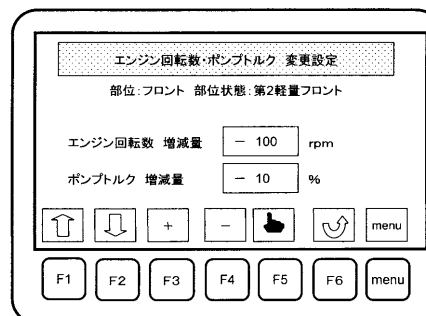 エンジン回転数・ポンプトルク 変更設定
部位:フロント 部位状態:第2軽量フロント
エンジン回転数 増減量 － 100 rpm
ポンプトルク 増減量 － 10 %
+ － menu
F1 F2 F3 F4 F5 F6 menu